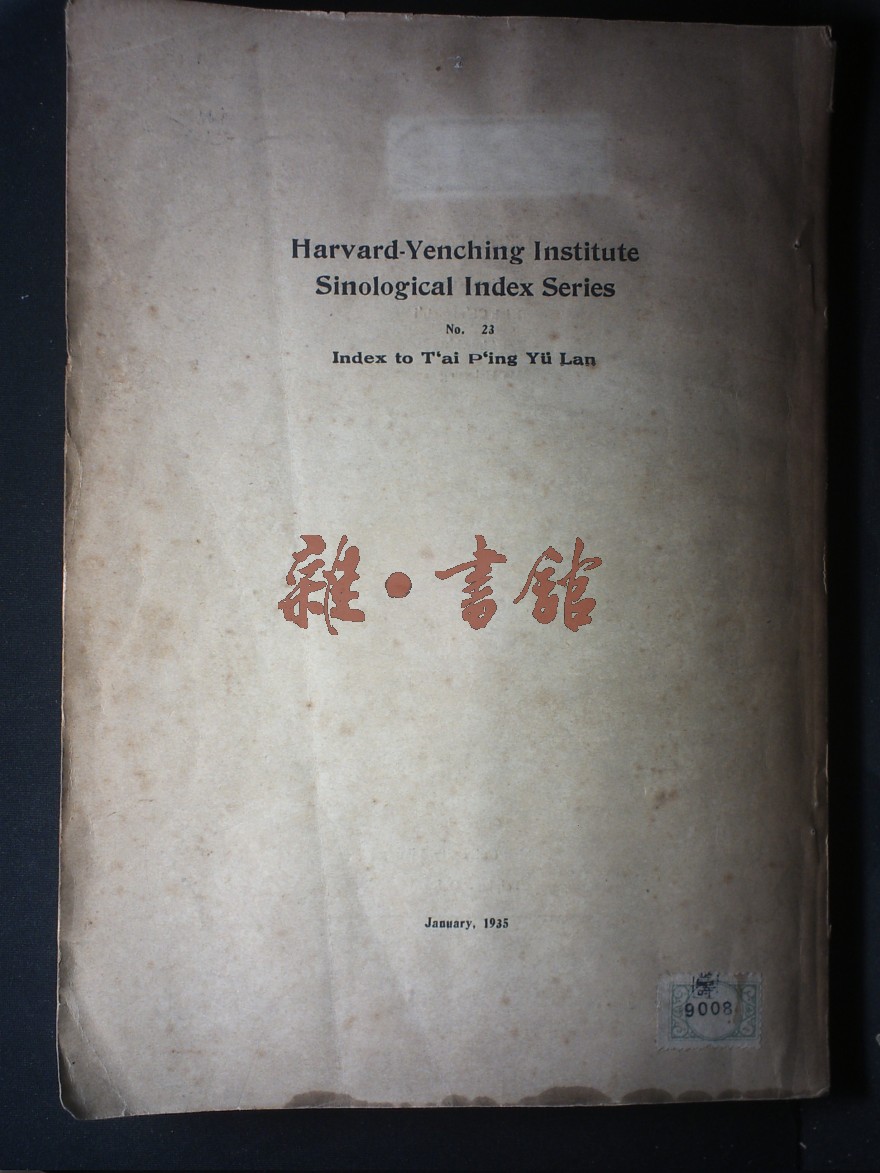 Harvard-Yenching Institute
Sinological Index Series
No. 23
Index to T‘ai P‘ing Yü Lan
雜·書館
January, 1935
9008